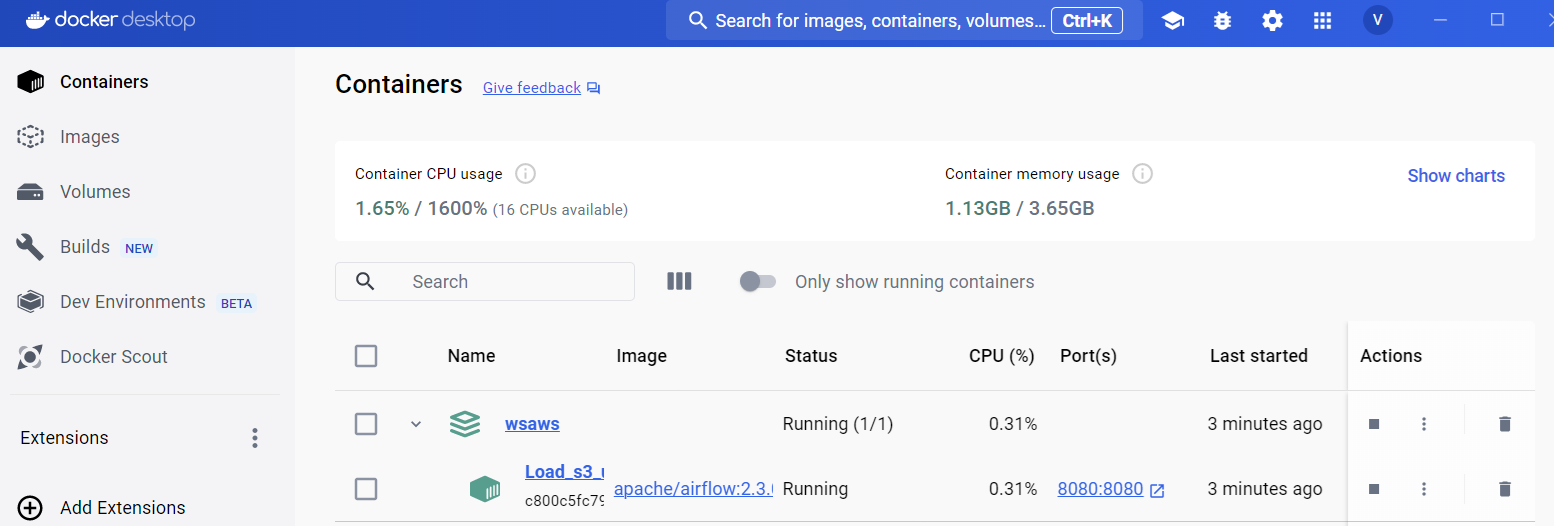 docker desktop
Search for images, containers, volumes... Ctrl+K
V
Containers
Images
Volumes
Builds NEW
Dev Environments BETA
Docker Scout
Extensions
Add Extensions
Containers Give feedback
Container CPU usage
1.65% / 1600% (16 CPUs available)
Container memory usage
1.13GB / 3.65GB
Show charts
Search
Only show running containers
Name Image Status CPU (%) Port(s) Last started Actions
wsaws Running (1/1) 0.31% 3 minutes ago
Load_s3_
c800c5fc79
apache/airflow:2.3. Running 0.31% 8080:8080 3 minutes ago